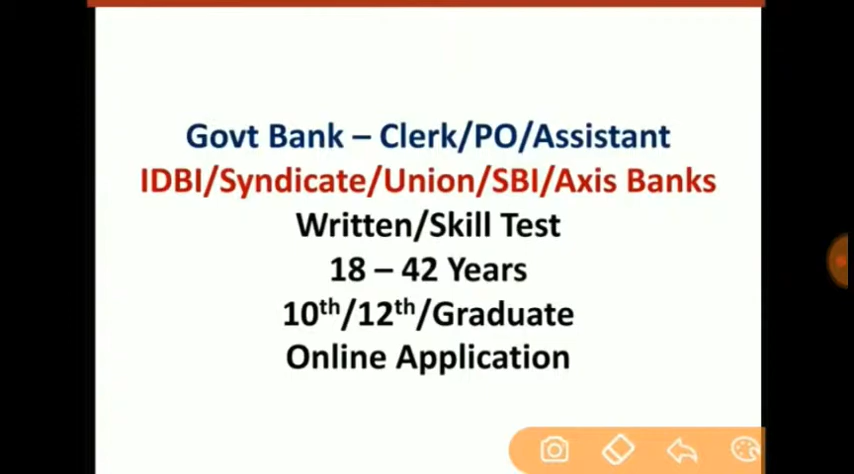 Govt Bank – Clerk/PO/Assistant
IDBI/Syndicate/Union/SBI/Axis Banks
Written/Skill Test
18 – 42 Years
10th/12th/Graduate
Online Application